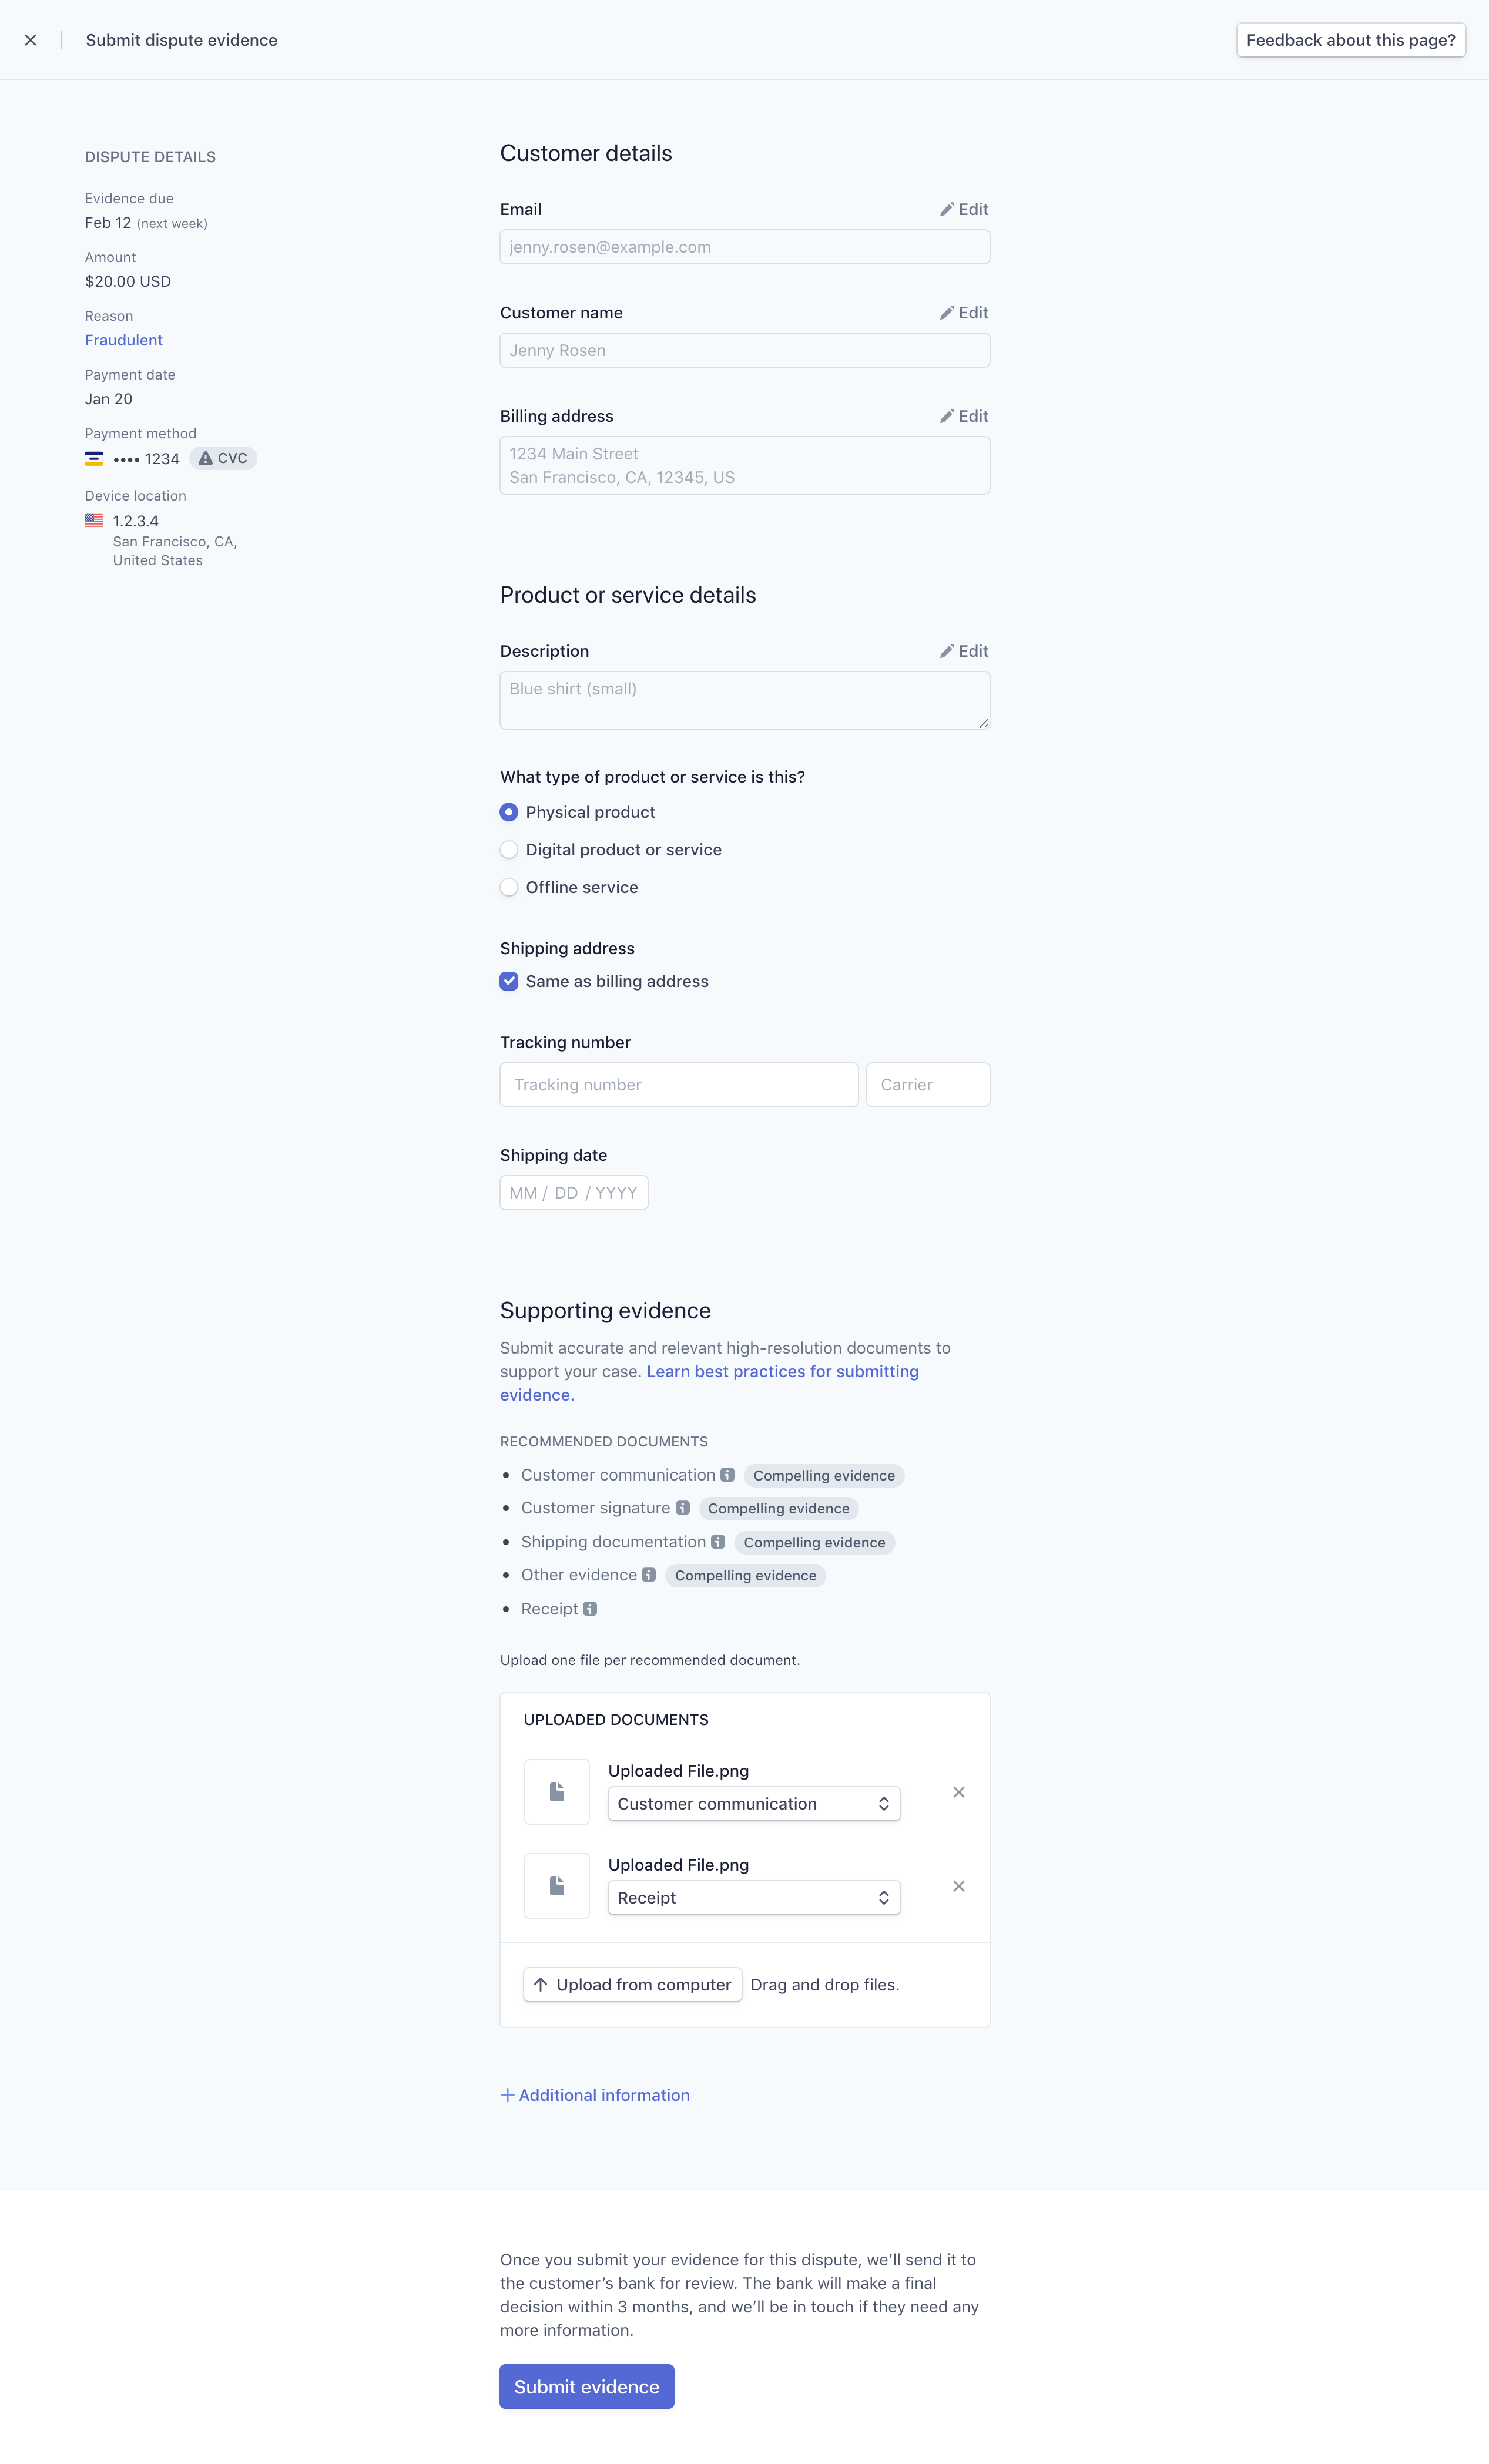 Submit dispute evidence
Feedback about this page?
DISPUTE DETAILS
Evidence due
Feb 12 (next week)
Amount
$20.00 USD
Reason
Fraudulent
Payment date
Jan 20
Payment method
•••• 1234 CVC
Device location
1.2.3.4
San Francisco, CA,
United States
Customer details
Email Edit
jenny.rosen@example.com
Customer name Edit
Jenny Rosen
Billing address Edit
1234 Main Street
San Francisco, CA, 12345, US
Product or service details
Description Edit
Blue shirt (small)
What type of product or service is this?
Physical product
Digital product or service
Offline service
Shipping address
Same as billing address
Tracking number
Tracking number Carrier
Shipping date
MM / DD / YYYY
Supporting evidence
Submit accurate and relevant high-resolution documents to
support your case. Learn best practices for submitting
evidence.
RECOMMENDED DOCUMENTS
• Customer communication Compelling evidence
• Customer signature Compelling evidence
• Shipping documentation Compelling evidence
• Other evidence Compelling evidence
• Receipt
Upload one file per recommended document.
UPLOADED DOCUMENTS
Uploaded File.png
Customer communication
Uploaded File.png
Receipt
Upload from computer Drag and drop files.
+ Additional information
Once you submit your evidence for this dispute, we’ll send it to
the customer’s bank for review. The bank will make a final
decision within 3 months, and we’ll be in touch if they need any
more information.
Submit evidence